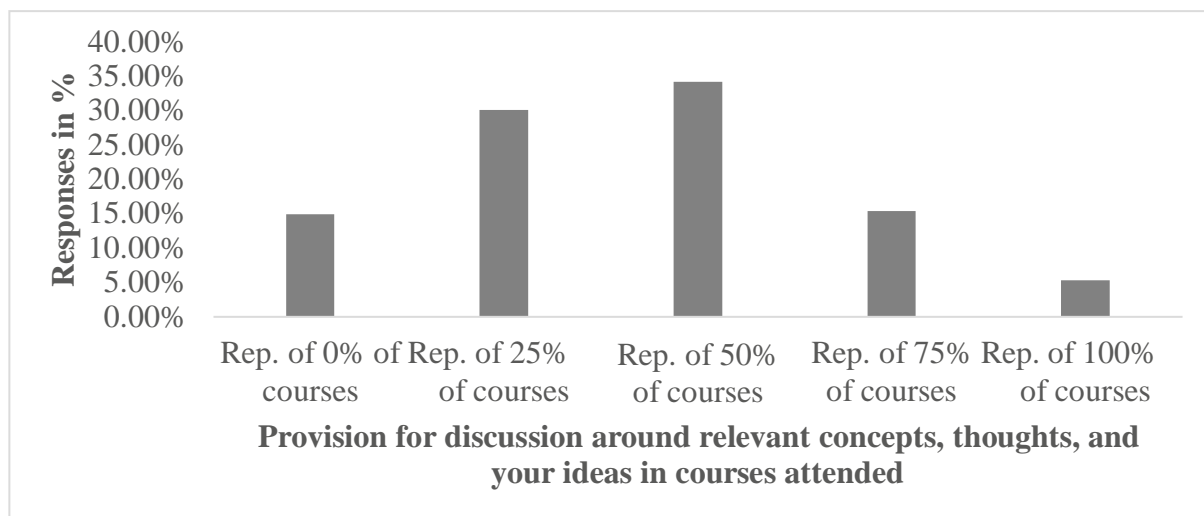 Responses in %
40.00%
35.00%
30.00%
25.00%
20.00%
15.00%
10.00%
5.00%
0.00%
Rep. of 0% of
courses
Rep. of 25%
of courses
Rep. of 50%
of courses
Rep. of 75%
of courses
Rep. of 100%
of courses
Provision for discussion around relevant concepts, thoughts, and
your ideas in courses attended